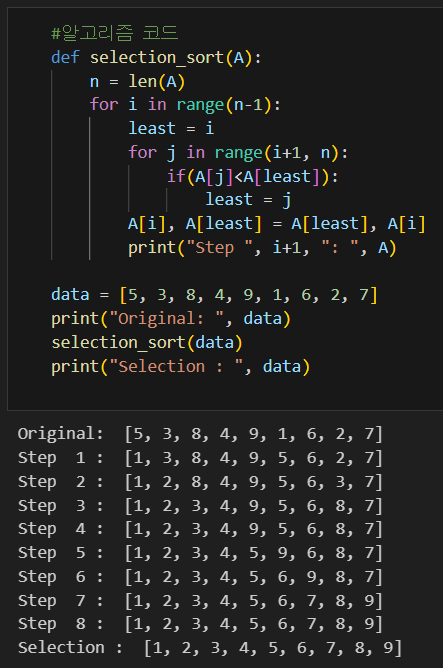 #알고리즘 코드
def selection_sort(A):
    n = len(A)
    for i in range(n-1):
        least = i
        for j in range(i+1, n):
            if(A[j]<A[least]):
                least = j
        A[i], A[least] = A[least], A[i]
        print("Step ", i+1, ": ", A)

data = [5, 3, 8, 4, 9, 1, 6, 2, 7]
print("Original: ", data)
selection_sort(data)
print("Selection : ", data)

Original:  [5, 3, 8, 4, 9, 1, 6, 2, 7]
Step  1 :  [1, 3, 8, 4, 9, 5, 6, 2, 7]
Step  2 :  [1, 2, 8, 4, 9, 5, 6, 3, 7]
Step  3 :  [1, 2, 3, 4, 9, 5, 6, 8, 7]
Step  4 :  [1, 2, 3, 4, 9, 5, 6, 8, 7]
Step  5 :  [1, 2, 3, 4, 5, 9, 6, 8, 7]
Step  6 :  [1, 2, 3, 4, 5, 6, 9, 8, 7]
Step  7 :  [1, 2, 3, 4, 5, 6, 7, 8, 9]
Step  8 :  [1, 2, 3, 4, 5, 6, 7, 8, 9]
Selection :  [1, 2, 3, 4, 5, 6, 7, 8, 9]